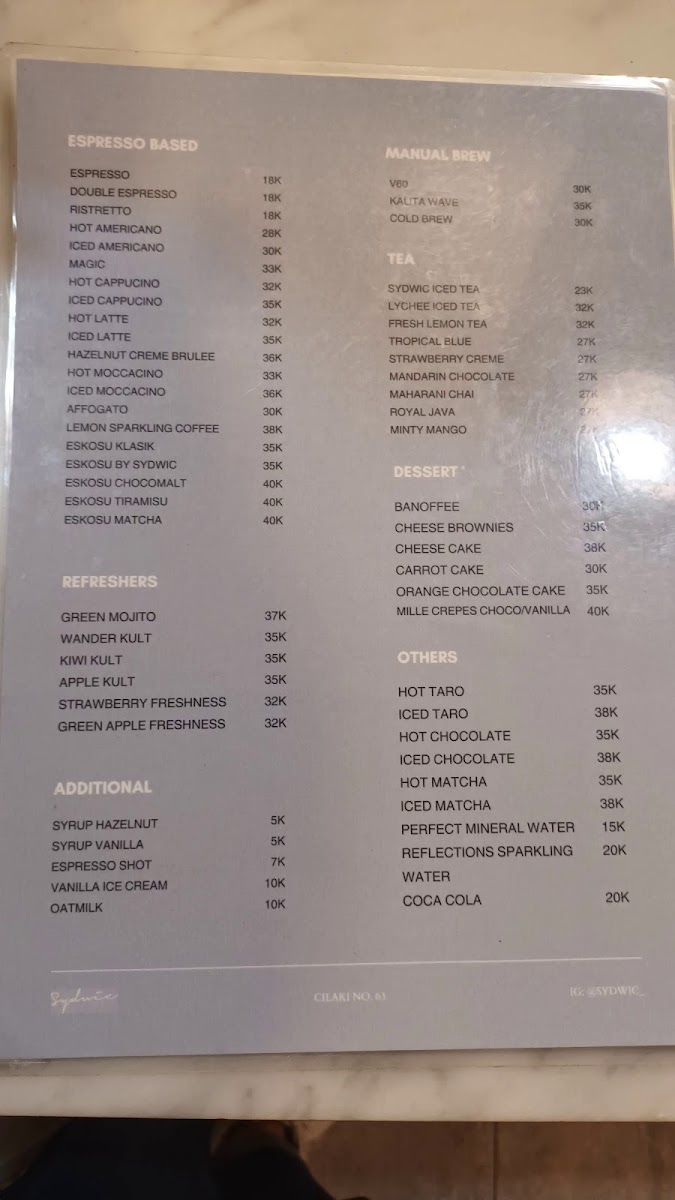 ESPRESSO BASED
ESPRESSO 18K
DOUBLE ESPRESSO 18K
RISTRETTO 18K
HOT AMERICANO 28K
ICED AMERICANO 30K
MAGIC 33K
HOT CAPPUCINO 32K
ICED CAPPUCINO 35K
HOT LATTE 32K
ICED LATTE 35K
HAZELNUT CREME BRULEE 36K
HOT MOCCACINO 33K
ICED MOCCACINO 36K
AFFOGATO 30K
LEMON SPARKLING COFFEE 38K
ESKOSU KLASIK 35K
ESKOSU BY SYDWIC 35K
ESKOSU CHOCOMALT 40K
ESKOSU TIRAMISU 40K
ESKOSU MATCHA 40K
REFRESHERS
GREEN MOJITO 37K
WANDER KULT 35K
KIWI KULT 35K
APPLE KULT 35K
STRAWBERRY FRESHNESS 32K
GREEN APPLE FRESHNESS 32K
ADDITIONAL
SYRUP HAZELNUT 5K
SYRUP VANILLA 5K
ESPRESSO SHOT 7K
VANILLA ICE CREAM 10K
OATMILK 10K
MANUAL BREW
V60 30K
KALITA WAVE 35K
COLD BREW 30K
TEA
SYDWIC ICED TEA 23K
LYCHEE ICED TEA 32K
FRESH LEMON TEA 32K
TROPICAL BLUE 27K
STRAWBERRY CREME 27K
MANDARIN CHOCOLATE 27K
MAHARANI CHAI 27K
ROYAL JAVA 27K
MINTY MANGO
DESSERT
BANOFFEE 30K
CHEESE BROWNIES 35K
CHEESE CAKE 38K
CARROT CAKE 30K
ORANGE CHOCOLATE CAKE 35K
MILLE CREPES CHOCO/VANILLA 40K
OTHERS
HOT TARO 35K
ICED TARO 38K
HOT CHOCOLATE 35K
ICED CHOCOLATE 38K
HOT MATCHA 35K
ICED MATCHA 38K
PERFECT MINERAL WATER 15K
REFLECTIONS SPARKLING 20K
WATER
COCA COLA 20K
Sydwic
CILAKI NO. 63
IG: @SYDWIC_